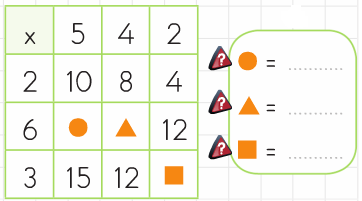 x 5 4 2
2 10 8 4
6 12
3 15 12
? = ..............
? = ..............
? = ..............